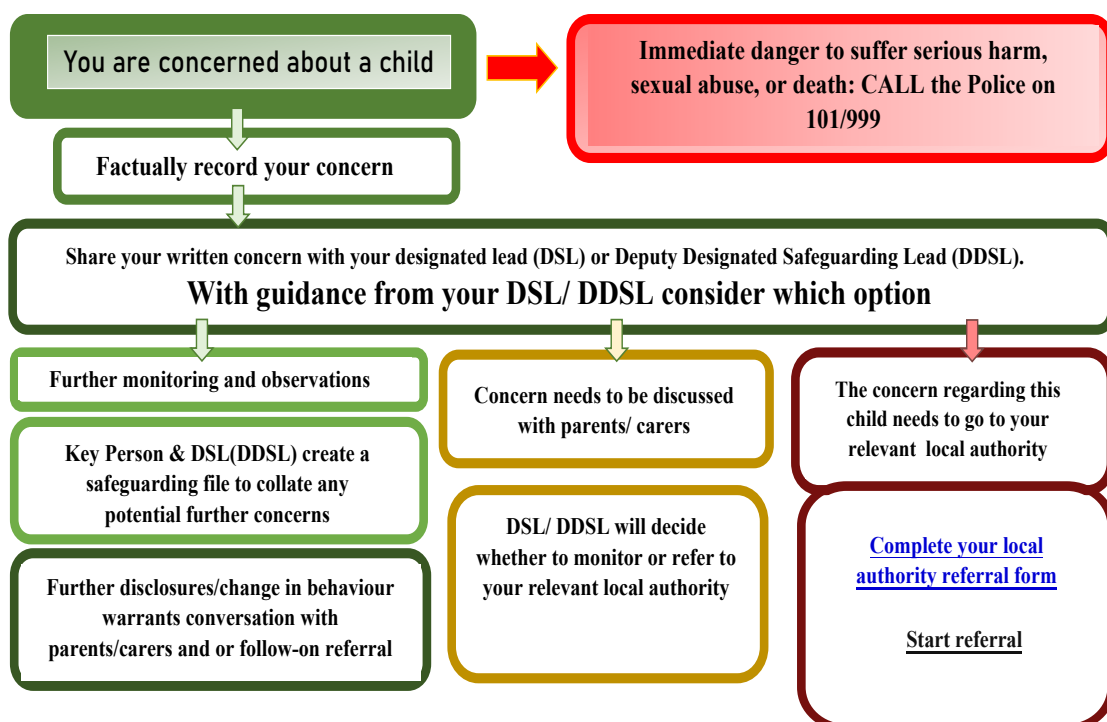 You are concerned about a child
Immediate danger to suffer serious harm,
sexual abuse, or death: CALL the Police on
101/999
Factually record your concern
Share your written concern with your designated lead (DSL) or Deputy Designated Safeguarding Lead (DDSL).
With guidance from your DSL/ DDSL consider which option
Further monitoring and observations
Key Person & DSL(DDSL) create a
safeguarding file to collate any
potential further concerns
Further disclosures/change in behaviour
warrants conversation with
parents/carers and or follow-on referral
Concern needs to be discussed
with parents/ carers
DSL/ DDSL will decide
whether to monitor or refer to
your relevant local authority
The concern regarding this
child needs to go to your
relevant local authority
Complete your local
authority referral form
Start referral